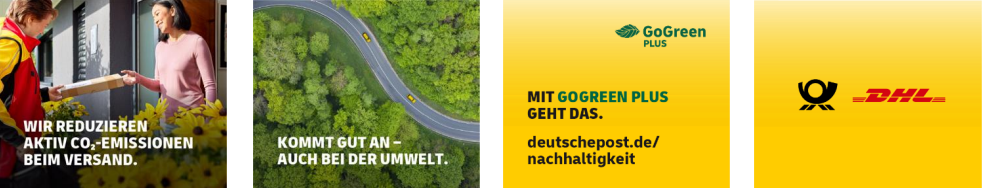 WIR REDUZIEREN
AKTIV CO₂-EMISSIONEN
BEIM VERSAND.
KOMMT GUT AN –
AUCH BEI DER UMWELT.
GoGreen
PLUS
MIT GOGREEN PLUS
GEHT DAS.
deutschepost.de/
nachhaltigkeit
DHL